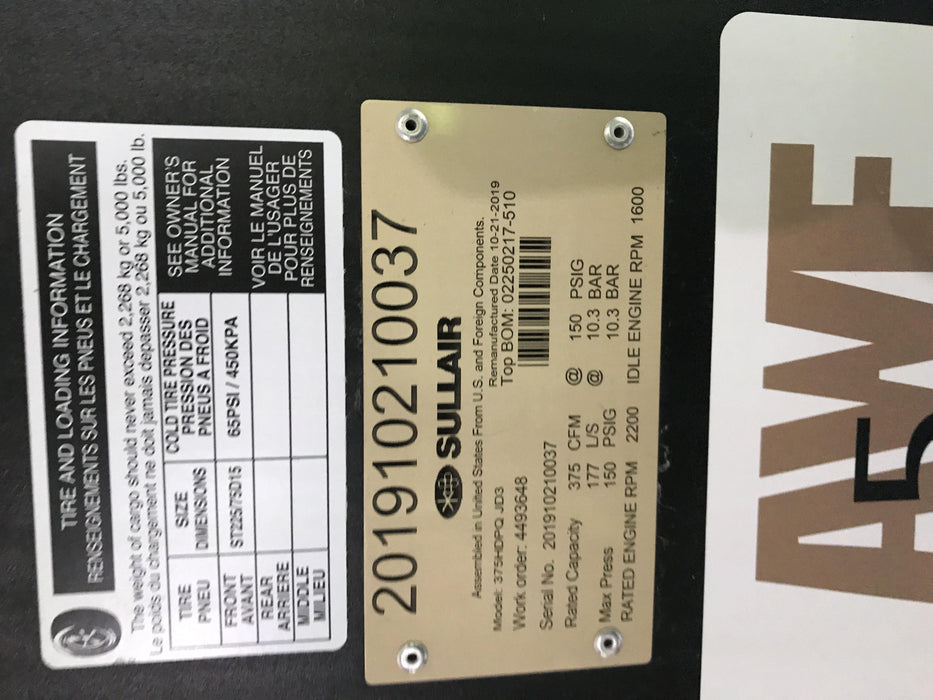 TIRE AND LOADING INFORMATION
RENSEIGNEMENTS SUR LES PNEUS ET LE CHARGEMENT
The weight of cargo should never exceed 2,268 kg or 5,000 lbs.
Le poids du chargement ne doit jamais depasser 2,268 kg ou 5,000 lb.
TIRE PNEU
SIZE DIMENSIONS
COLD TIRE PRESSURE PRESSION DES PNEUS A FROID
SEE OWNER'S MANUAL FOR ADDITIONAL INFORMATION
VOIR LE MANUEL DE L'USAGER POUR PLUS DE RENSEIGNEMENTS
FRONT AVANT
ST225/75D15
65PSI / 450KPA
REAR ARRIERE
MIDDLE MILIEU
201910210037
SULLAIR
Assembled in United States From U.S. and Foreign Components.
Model: 375HDPQ JD3
Remanufactured Date 10-21-2019
Work order: 4493648
Top BOM: 02250217-510
Serial No. 201910210037
Rated Capacity 375 CFM @ 150 PSIG
177 L/S @ 10.3 BAR
Max Press 150 PSIG 10.3 BAR
RATED ENGINE RPM 2200 IDLE ENGINE RPM 1600
AWF
5